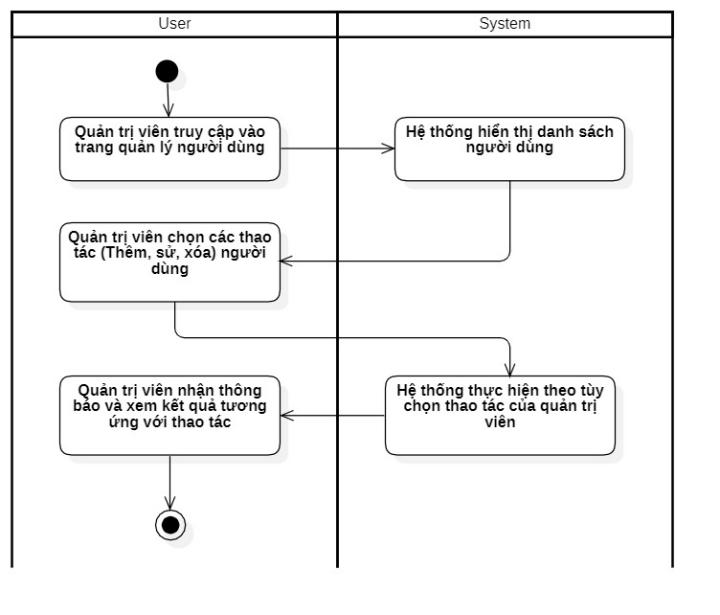 User
System
Quản trị viên truy cập vào
trang quản lý người dùng
Hệ thống hiển thị danh sách
người dùng
Quản trị viên chọn các thao
tác (Thêm, sử, xóa) người
dùng
Quản trị viên nhận thông
báo và xem kết quả tương
ứng với thao tác
Hệ thống thực hiện theo tùy
chọn thao tác của quản trị
viên